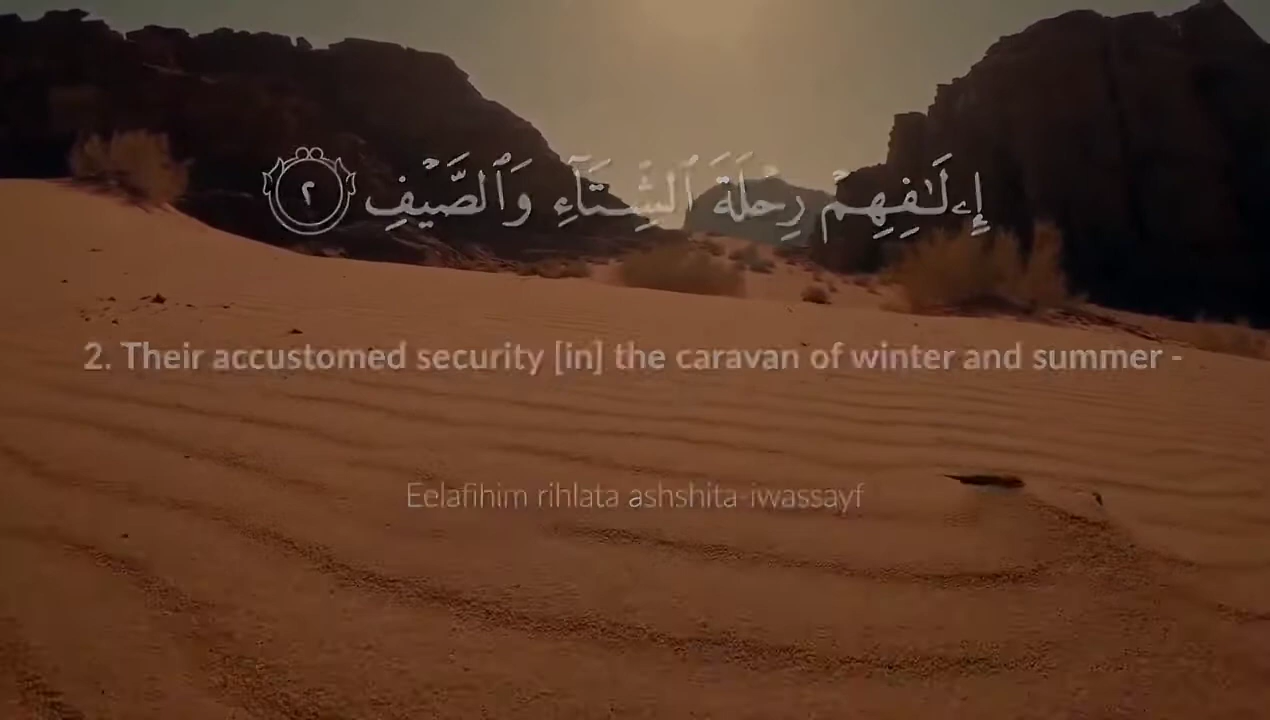 إِۦلَـٰفِهِمْ رِحْلَةَ ٱلشِّتَآءِ وَٱلصَّيْفِ ٢
2. Their accustomed security [in] the caravan of winter and summer -
Eelafihim rihlata ashshita-iwassayf